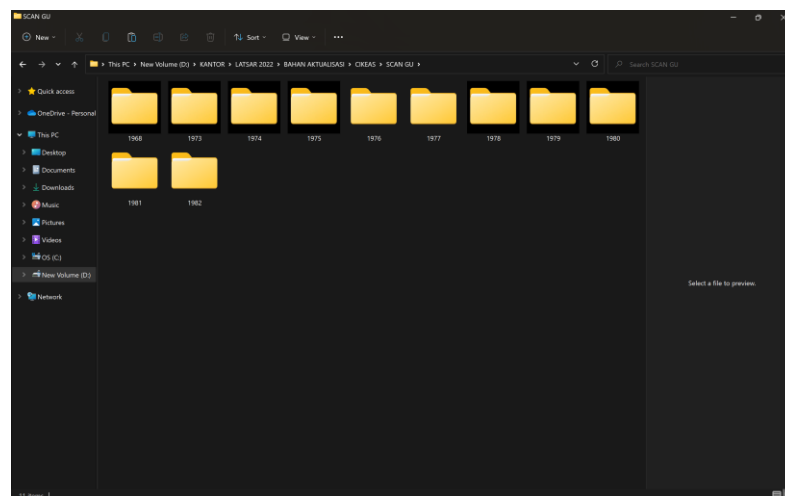 SCAN GU
New
Sort
View
This PC > New Volume (D:) > KANTOR > LATSAR 2022 > BAHAN AKTUALISASI > CIKEAS > SCAN GU >
Search SCAN GU
Quick access
OneDrive - Personal
This PC
Desktop
Documents
Downloads
Music
Pictures
Videos
OS (C:)
New Volume (D:)
Network
1968 1973 1974 1975 1976 1977 1978 1979 1980
1981 1982
Select a file to preview.
11 items